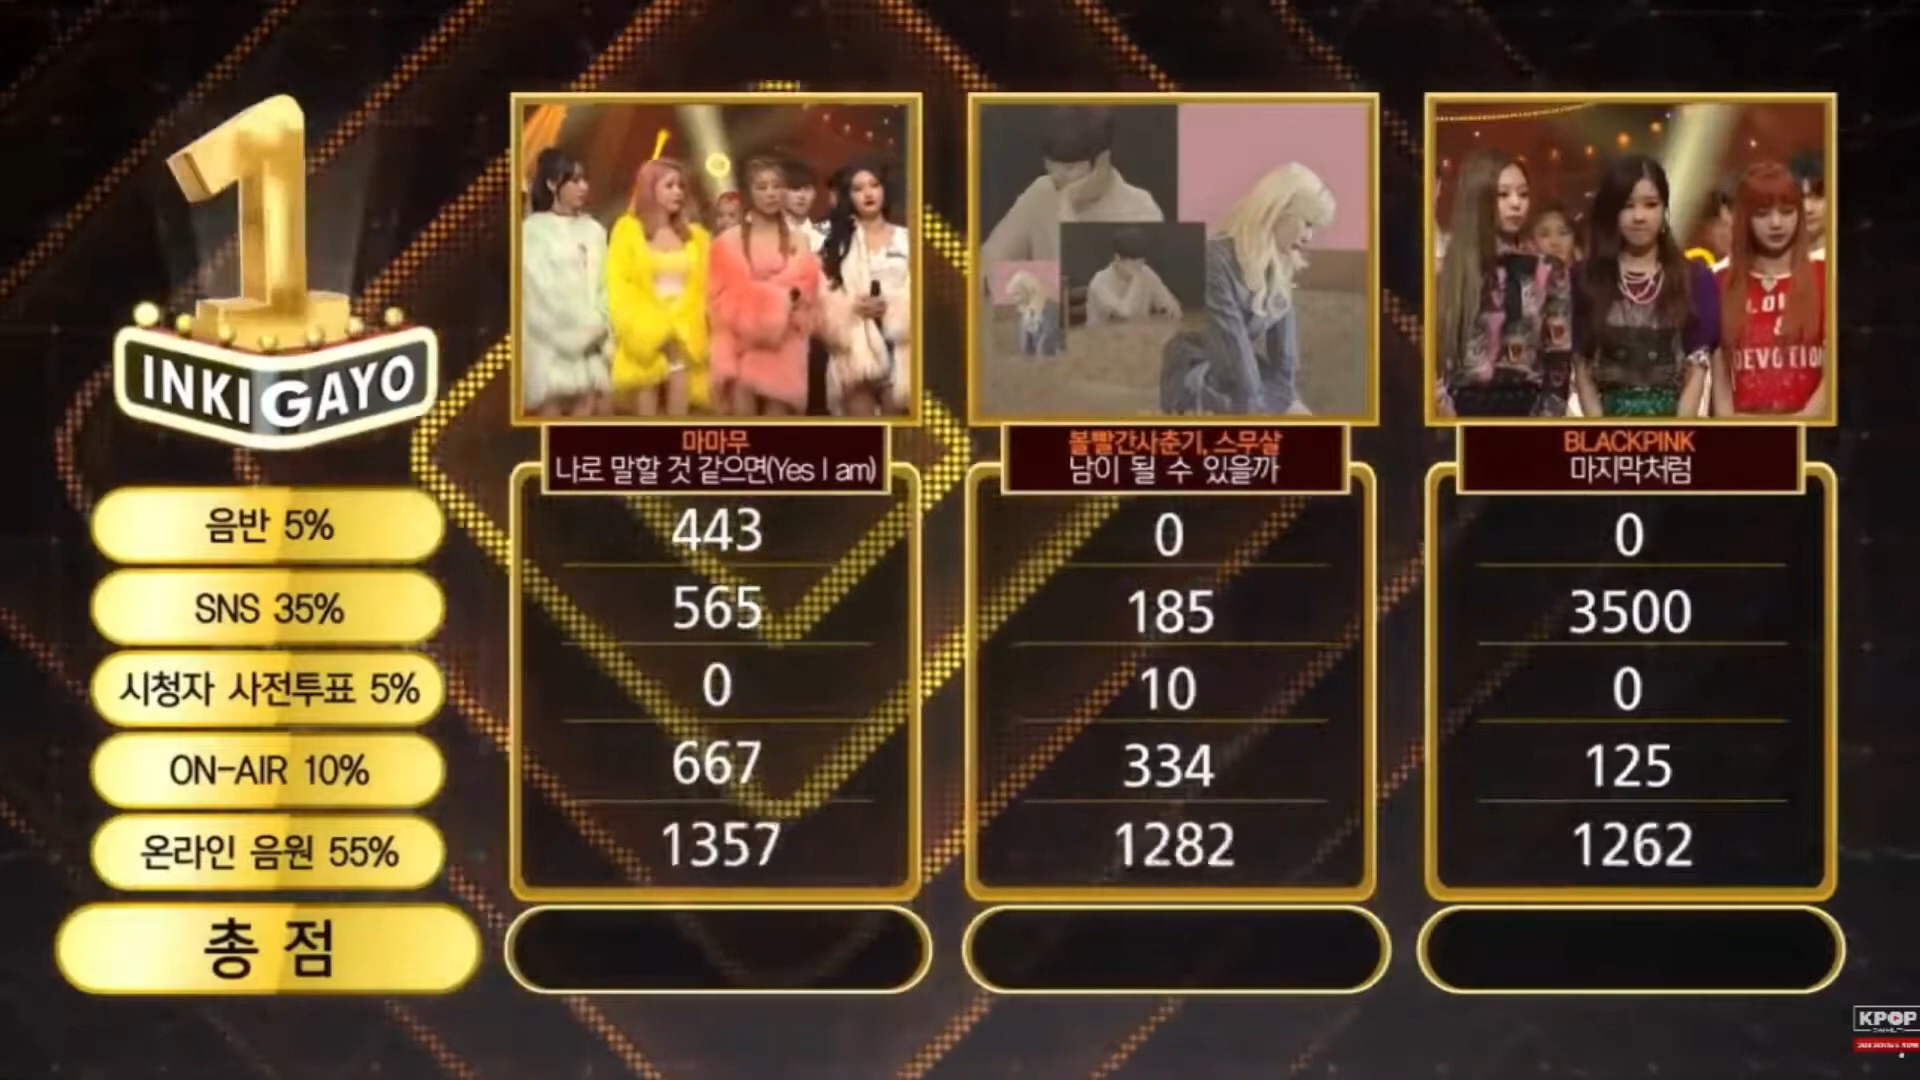 INKIGAYO
마마무
나로 말할 것 같으면(Yes I am)
볼빨간사춘기, 스무살
남이 될 수 있을까
BLACKPINK
마지막처럼
음반 5%
443
0
0
SNS 35%
565
185
3500
시청자 사전투표 5%
0
10
0
ON-AIR 10%
667
334
125
온라인 음원 55%
1357
1282
1262
총 점
KPOP